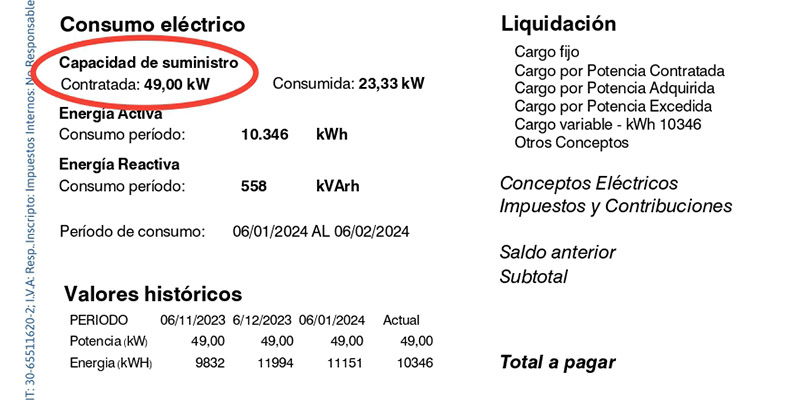 Consumo eléctrico
Capacidad de suministro
Contratada: 49,00 kW Consumida: 23,33 kW
Energía Activa
Consumo período: 10.346 kWh
Energía Reactiva
Consumo período: 558 kVArh
Período de consumo: 06/01/2024 AL 06/02/2024
Valores históricos
PERIODO 06/11/2023 6/12/2023 06/01/2024 Actual
Potencia (kW) 49,00 49,00 49,00 49,00
Energia (kWH) 9832 11994 11151 10346
Liquidación
Cargo fijo
Cargo por Potencia Contratada
Cargo por Potencia Adquirida
Cargo por Potencia Excedida
Cargo variable - kWh 10346
Otros Conceptos
Conceptos Eléctricos
Impuestos y Contribuciones
Saldo anterior
Subtotal
Total a pagar
IT: 30-65511620-2; I.V.A: Resp..Inscripto: Impuestos Internos: No Responsable